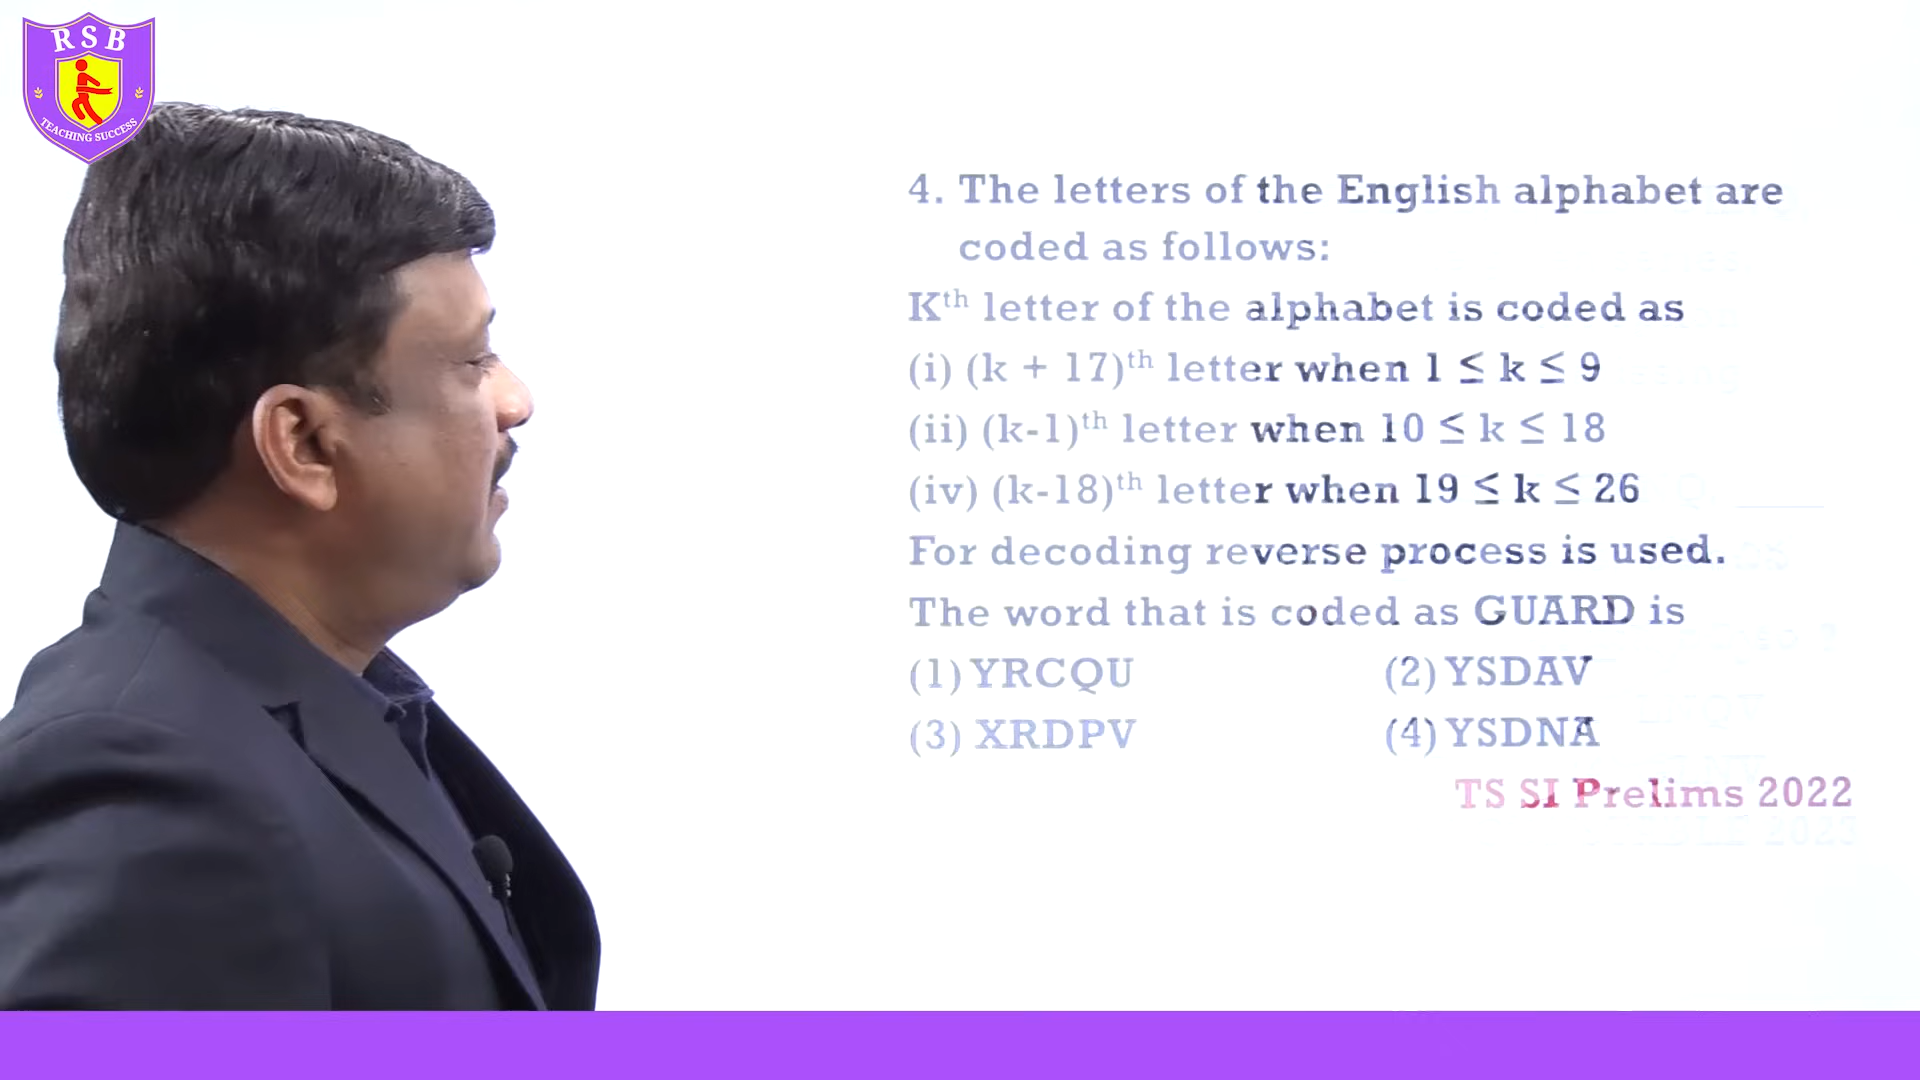 RSB
TEACHING SUCCESS
4. The letters of the English alphabet are
coded as follows:
Kth letter of the alphabet is coded as
(i) (k + 17)th letter when 1 ≤ k ≤ 9
(ii) (k-1)th letter when 10 ≤ k ≤ 18
(iv) (k-18)th letter when 19 ≤ k ≤ 26
For decoding reverse process is used.
The word that is coded as GUARD is
(1) YRCQU (2) YSDAV
(3) XRDPV (4) YSDNA
TS SI Prelims 2022